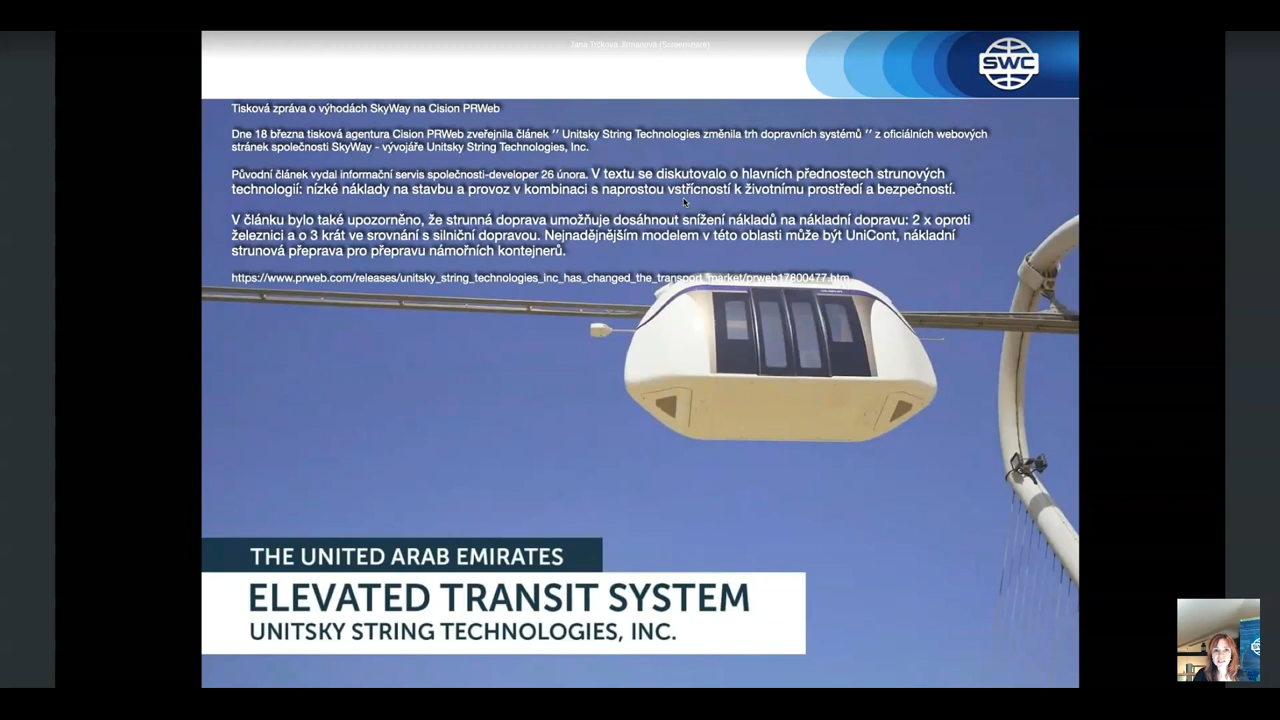 Jana Tičková Jirmanová (Screenshare)
SWC
Tisková zpráva o výhodách SkyWay na Cision PRWeb
Dne 18 března tisková agentura Cision PRWeb zveřejnila článek ′′ Unitsky String Technologies změnila trh dopravních systémů ′′ z oficiálních webových
stránek společnosti SkyWay - vývojáře Unitsky String Technologies, Inc.
Původní článek vydal informační servis společnosti-developer 26 února. V textu se diskutovalo o hlavních přednostech strunových
technologií: nízké náklady na stavbu a provoz v kombinaci s naprostou vstřícností k životnímu prostředí a bezpečností.
V článku bylo také upozorněno, že strunná doprava umožňuje dosáhnout snížení nákladů na nákladní dopravu: 2 x oproti
železnici a o 3 krát ve srovnání s silniční dopravou. Nejnadějnějším modelem v této oblasti může být UniCont, nákladní
strunová přeprava pro přepravu námořních kontejnerů.
https://www.prweb.com/releases/unitsky_string_technologies_inc_has_changed_the_transport_market/prweb17800477.htm
THE UNITED ARAB EMIRATES
ELEVATED TRANSIT SYSTEM
UNITSKY STRING TECHNOLOGIES, INC.